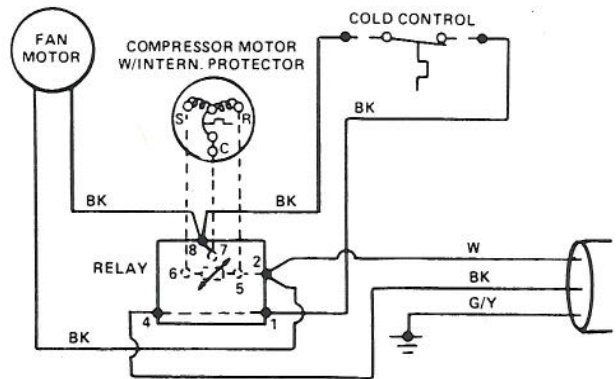 FAN
MOTOR
COMPRESSOR MOTOR
W/INTERN. PROTECTOR
COLD CONTROL
S
R
C
BK
BK
BK
8
7
RELAY
6
5
2
4
1
W
BK
G/Y
BK